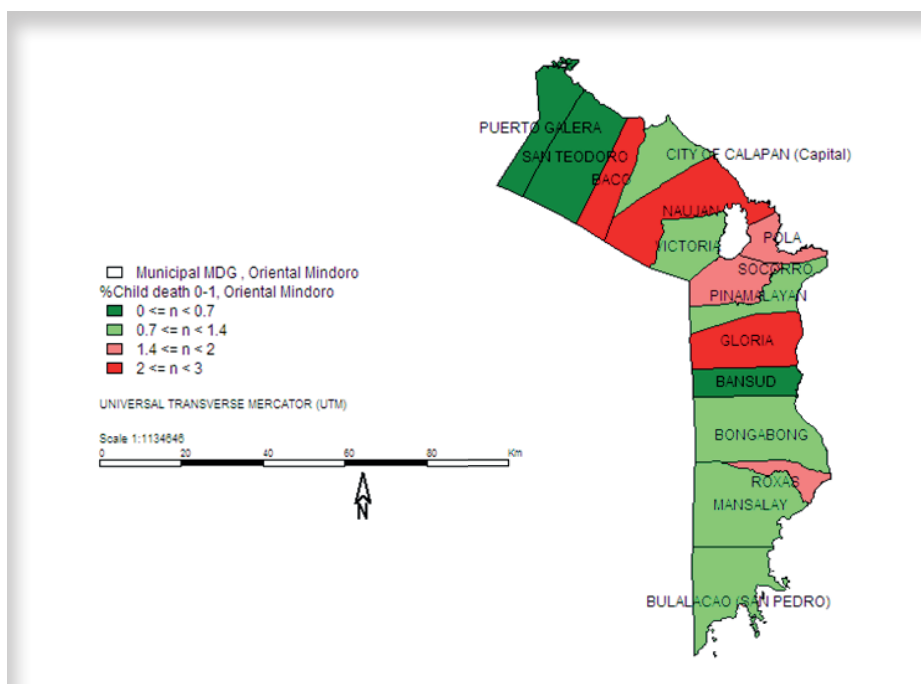 PUERTO GALERA
SAN TEODORO
BACO
CITY OF CALAPAN (Capital)
NAUJAN
VICTORIA
POLA
SOCORRO
PINAMALAYAN
GLORIA
BANSUD
BONGABONG
ROXAS
MANSALAY
BULALACAO (SAN PEDRO)
Municipal MDG , Oriental Mindoro
%Child death 0-1, Oriental Mindoro
0 <= n < 0.7
0.7 <= n < 1.4
1.4 <= n < 2
2 <= n < 3
UNIVERSAL TRANSVERSE MERCATOR (UTM)
Scale 1:1134646
0 20 40 60 80 Km
N